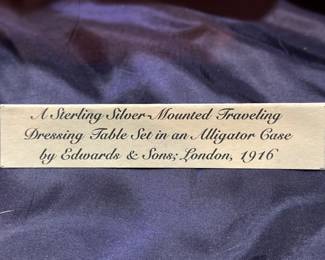 A Sterling Silver-Mounted Traveling
Dressing Table Set in an Alligator Case
by Edwards & Sons; London, 1916